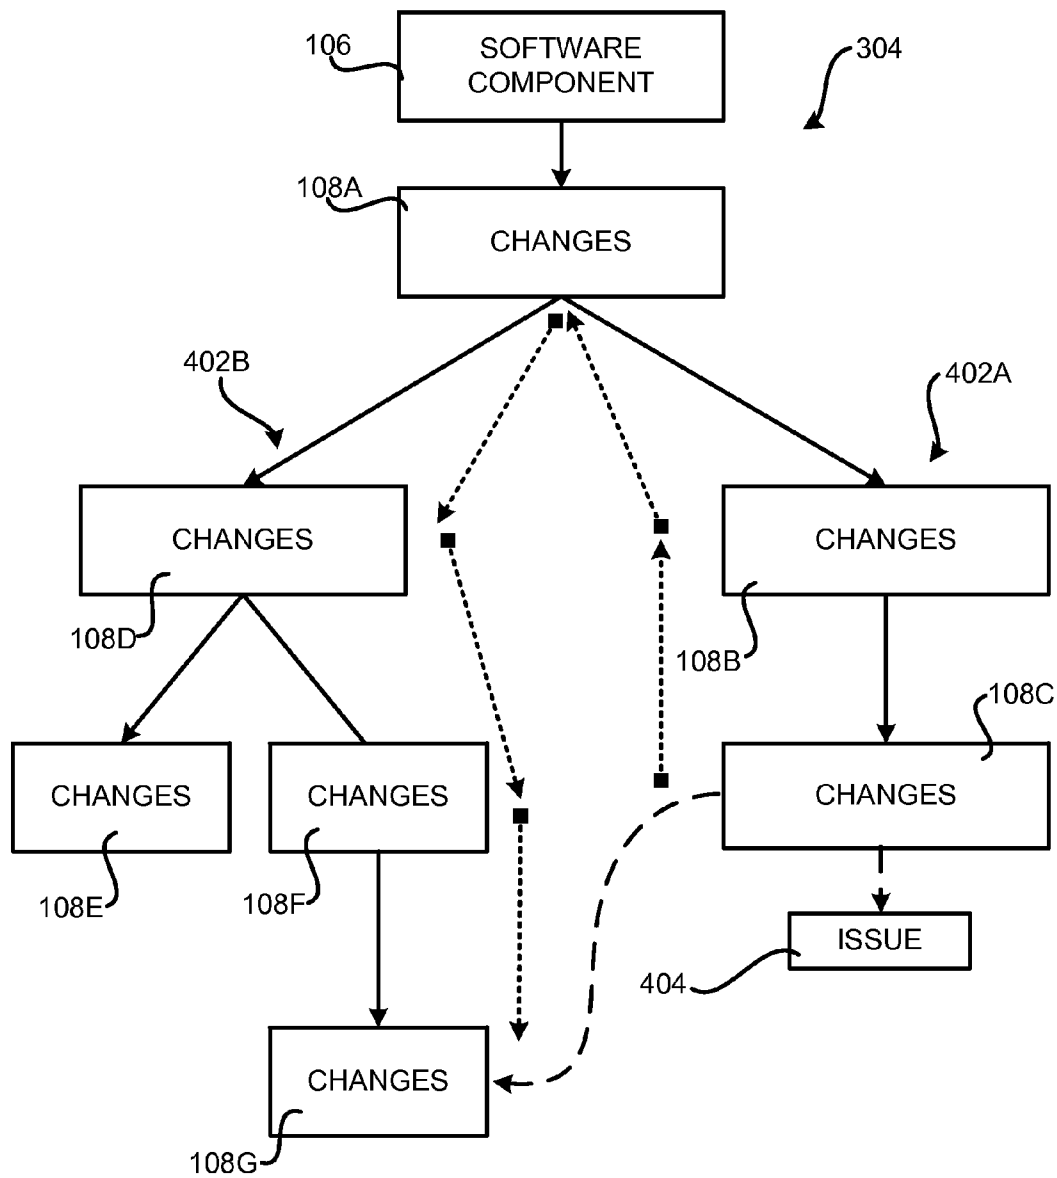 106
SOFTWARE
COMPONENT
304
108A
CHANGES
402B
402A
CHANGES
CHANGES
108D
108B
108C
CHANGES
CHANGES
CHANGES
108E
108F
ISSUE
404
CHANGES
108G